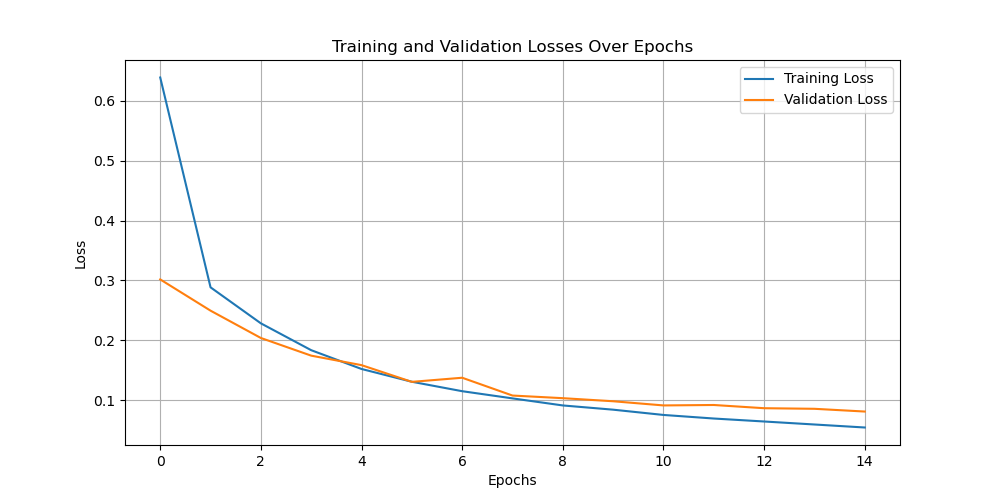 Training and Validation Losses Over Epochs
Training Loss
Validation Loss
Loss
0.6
0.5
0.4
0.3
0.2
0.1
0 2 4 6 8 10 12 14
Epochs